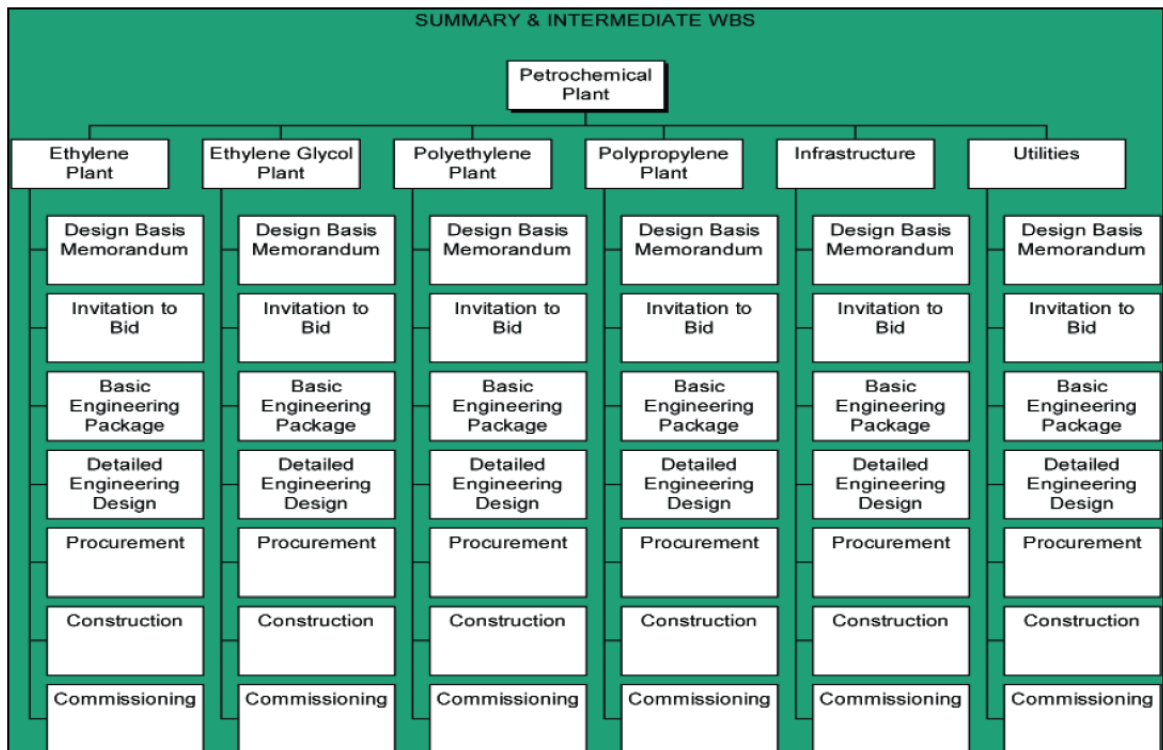 SUMMARY & INTERMEDIATE WBS
Petrochemical
Plant
Ethylene
Plant
Ethylene Glycol
Plant
Polyethylene
Plant
Polypropylene
Plant
Infrastructure
Utilities
Design Basis
Memorandum
Invitation to
Bid
Basic
Engineering
Package
Detailed
Engineering
Design
Procurement
Construction
Commissioning
Design Basis
Memorandum
Invitation to
Bid
Basic
Engineering
Package
Detailed
Engineering
Design
Procurement
Construction
Commissioning
Design Basis
Memorandum
Invitation to
Bid
Basic
Engineering
Package
Detailed
Engineering
Design
Procurement
Construction
Commissioning
Design Basis
Memorandum
Invitation to
Bid
Basic
Engineering
Package
Detailed
Engineering
Design
Procurement
Construction
Commissioning
Design Basis
Memorandum
Invitation to
Bid
Basic
Engineering
Package
Detailed
Engineering
Design
Procurement
Construction
Commissioning
Design Basis
Memorandum
Invitation to
Bid
Basic
Engineering
Package
Detailed
Engineering
Design
Procurement
Construction
Commissioning